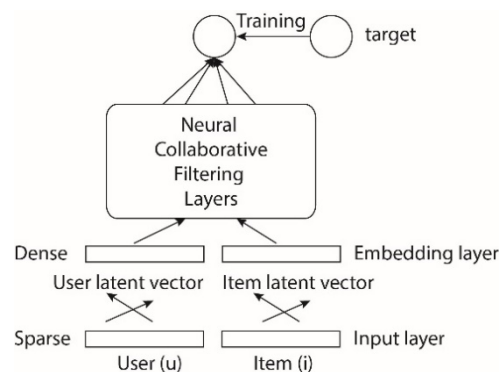 Training
target
Neural
Collaborative
Filtering
Layers
Dense
Embedding layer
User latent vector
Item latent vector
Sparse
Input layer
User (u)
Item (i)